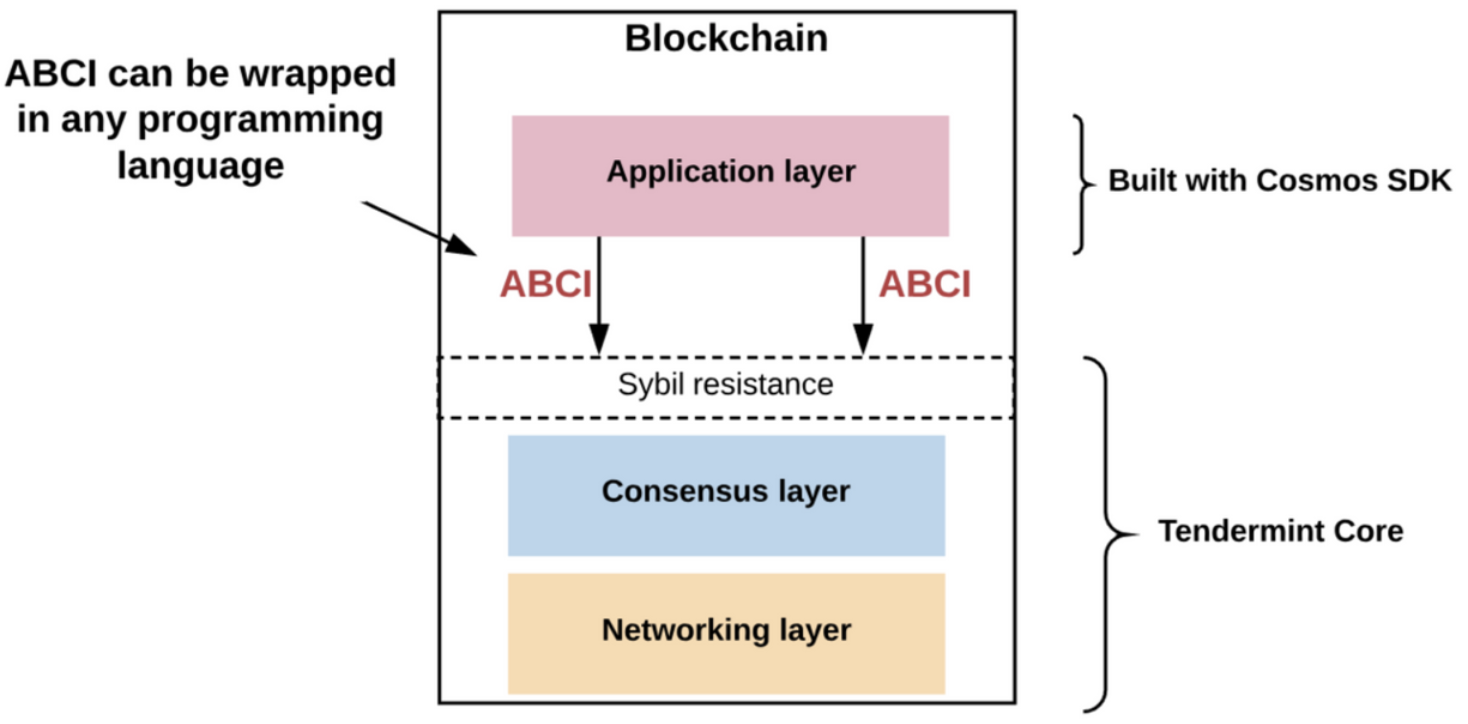 Blockchain
ABCI can be wrapped
in any programming
language
Application layer
Built with Cosmos SDK
ABCI
ABCI
Sybil resistance
Consensus layer
Tendermint Core
Networking layer